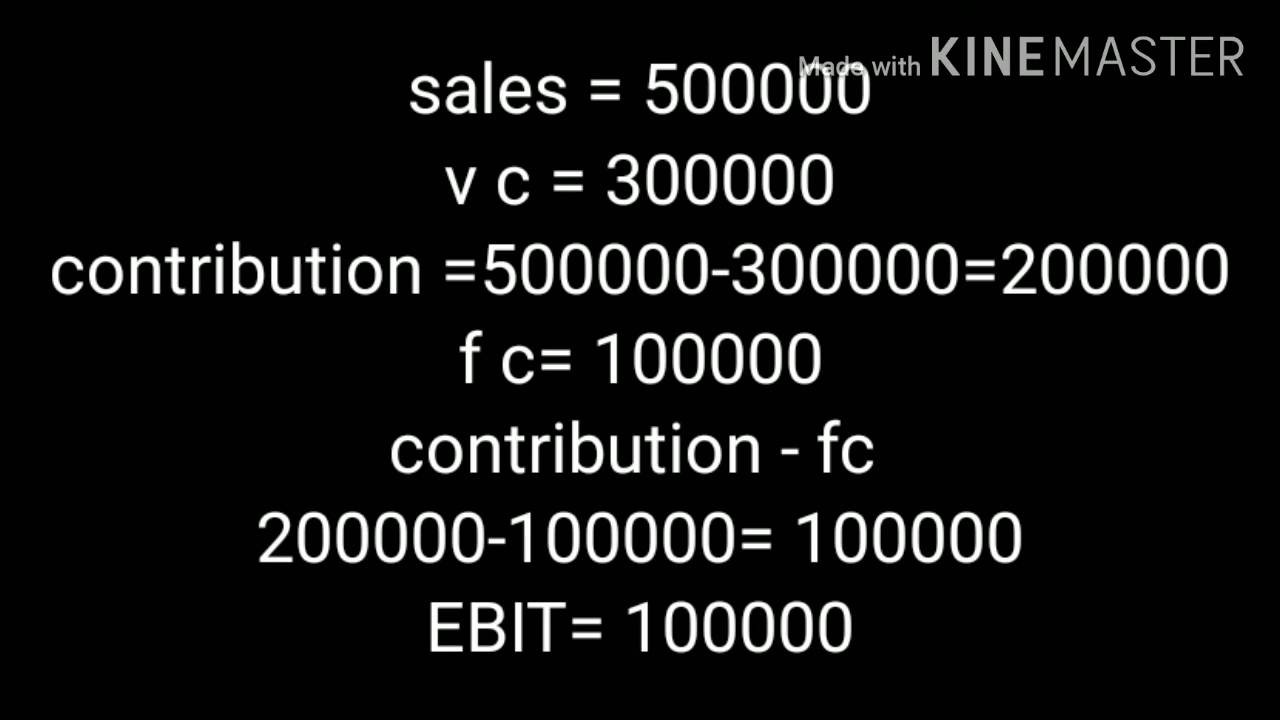 Made with KINEMASTER
sales = 500000
v c = 300000
contribution =500000-300000=200000
f c= 100000
contribution - fc
200000-100000= 100000
EBIT= 100000